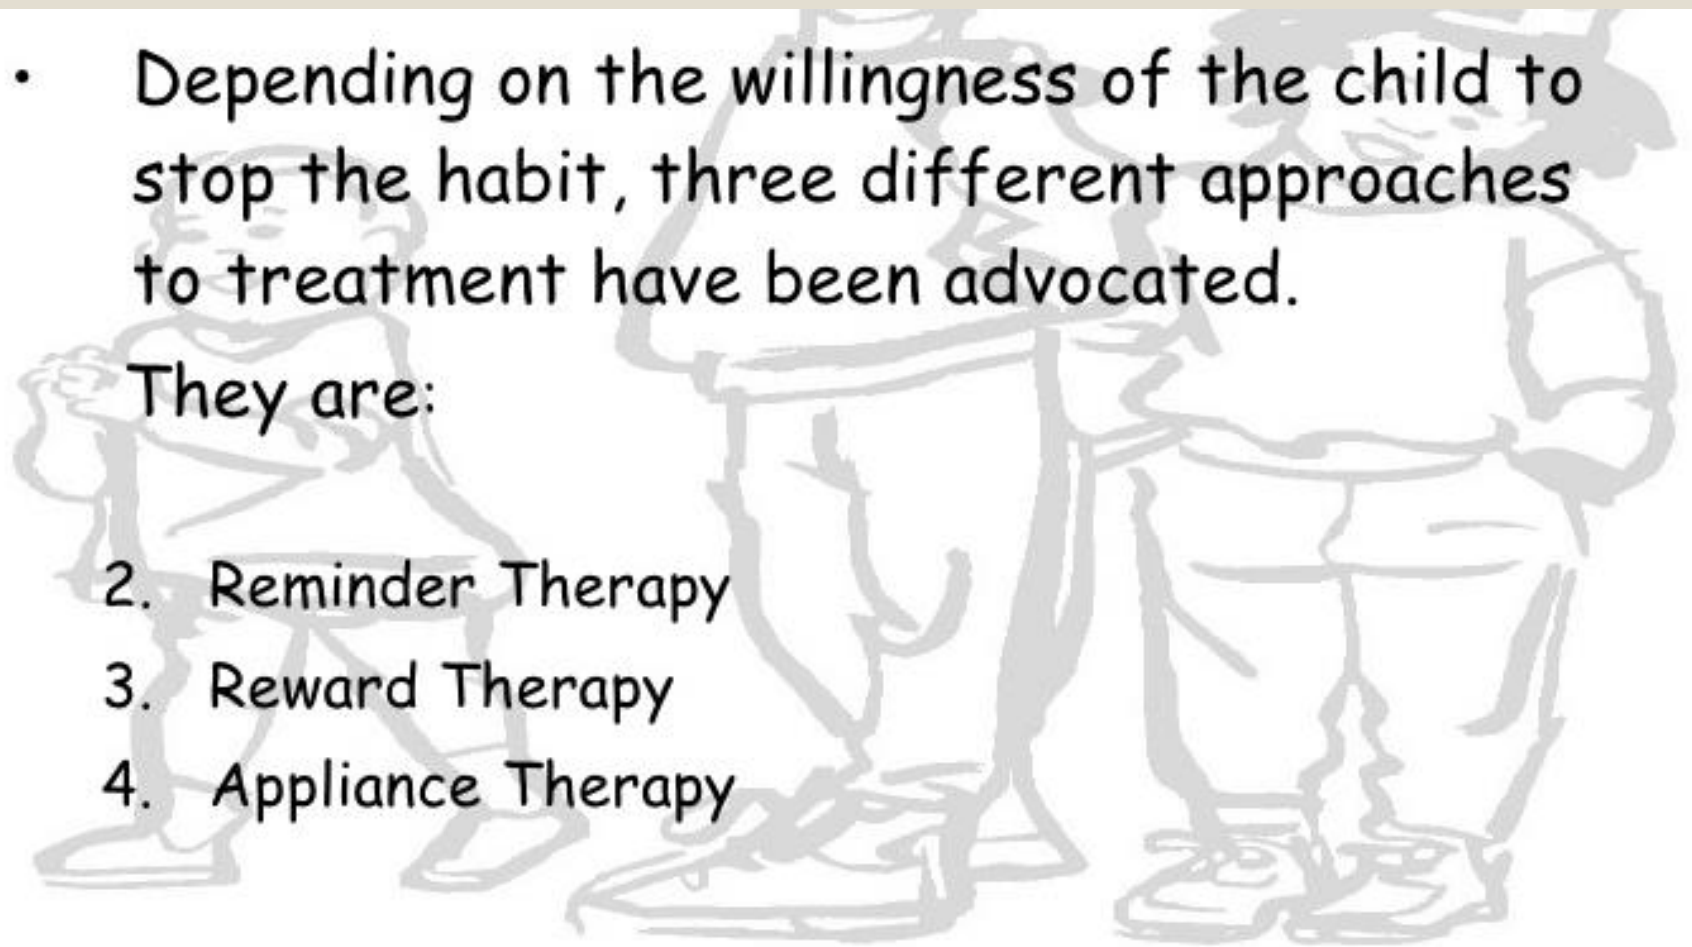 • Depending on the willingness of the child to
stop the habit, three different approaches
to treatment have been advocated.
They are:
2. Reminder Therapy
3. Reward Therapy
4. Appliance Therapy